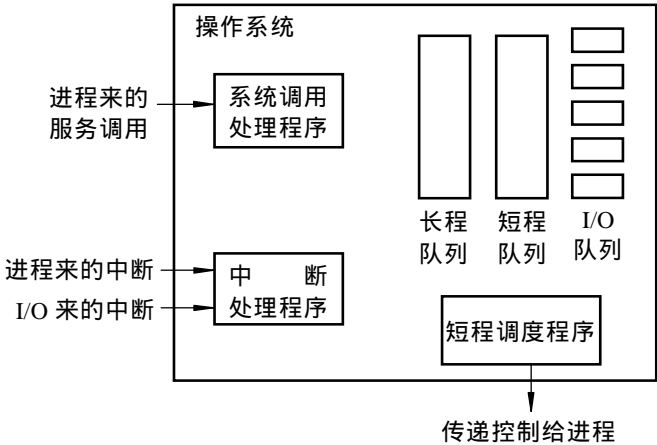 操作系统
进程来的
服务调用
系统调用
处理程序
长程
队列
短程
队列
I/O
队列
进程来的中断
I/O 来的中断
中 断
处理程序
短程调度程序
传递控制给进程